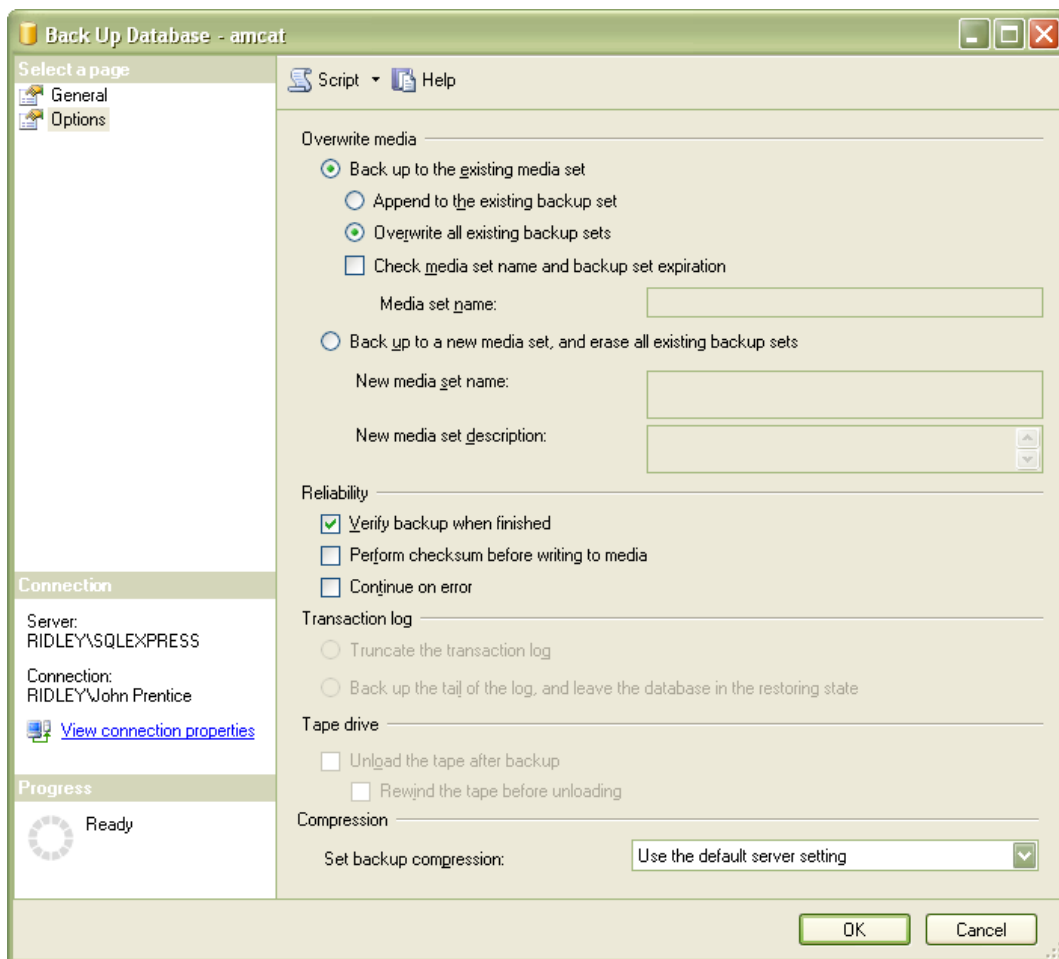 Back Up Database - amcat
Select a page
General
Options
Script
Help
Overwrite media
Back up to the existing media set
Append to the existing backup set
Overwrite all existing backup sets
Check media set name and backup set expiration
Media set name:
Back up to a new media set, and erase all existing backup sets
New media set name:
New media set description:
Reliability
Verify backup when finished
Perform checksum before writing to media
Continue on error
Transaction log
Truncate the transaction log
Back up the tail of the log, and leave the database in the restoring state
Tape drive
Unload the tape after backup
Rewind the tape before unloading
Compression
Set backup compression:
Use the default server setting
Connection
Server:
RIDLEY\SQLEXPRESS
Connection:
RIDLEY\John Prentice
View connection properties
Progress
Ready
OK
Cancel